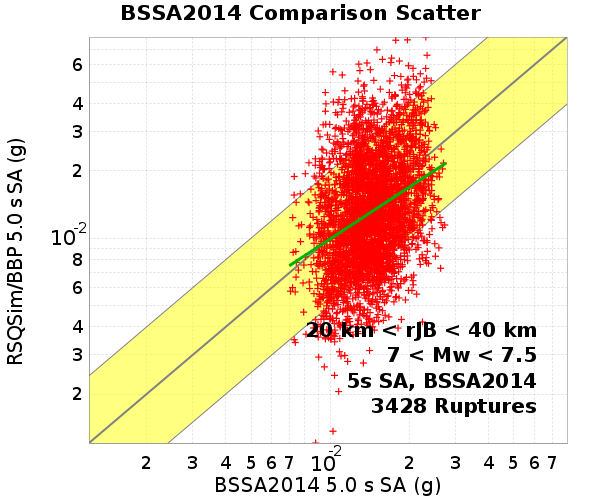 BSSA2014 Comparison Scatter
RSQSim/BBP 5.0 s SA (g)
6
4
3
2
10-2
8
6
4
3
2
20 km < rJB < 40 km
7 < Mw < 7.5
5s SA, BSSA2014
3428 Ruptures
2 3 4 5 6 7 10-2 2 3 4 5 6 7
BSSA2014 5.0 s SA (g)